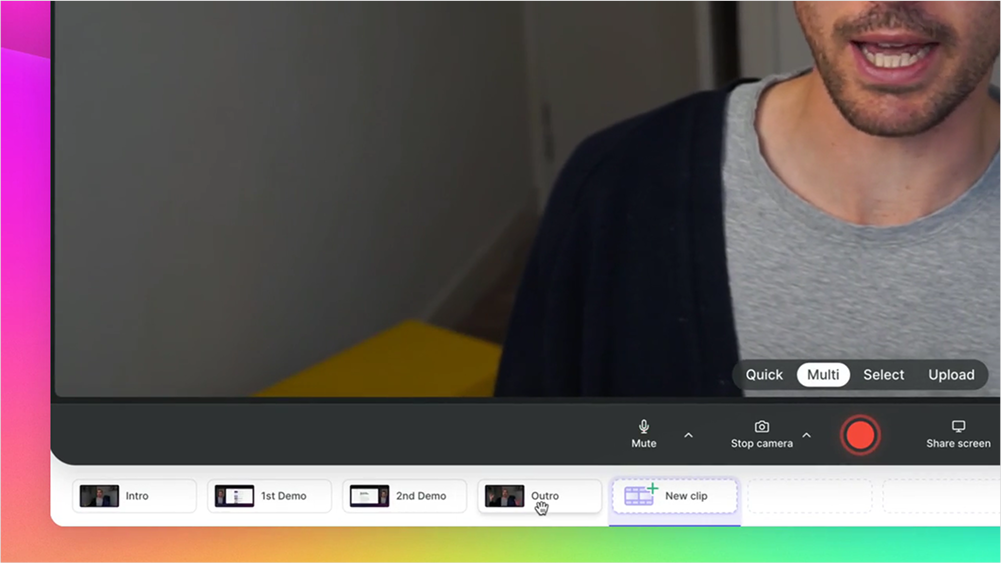 Quick Multi Select Upload
Mute Stop camera Share screen
Intro 1st Demo 2nd Demo Outro New clip